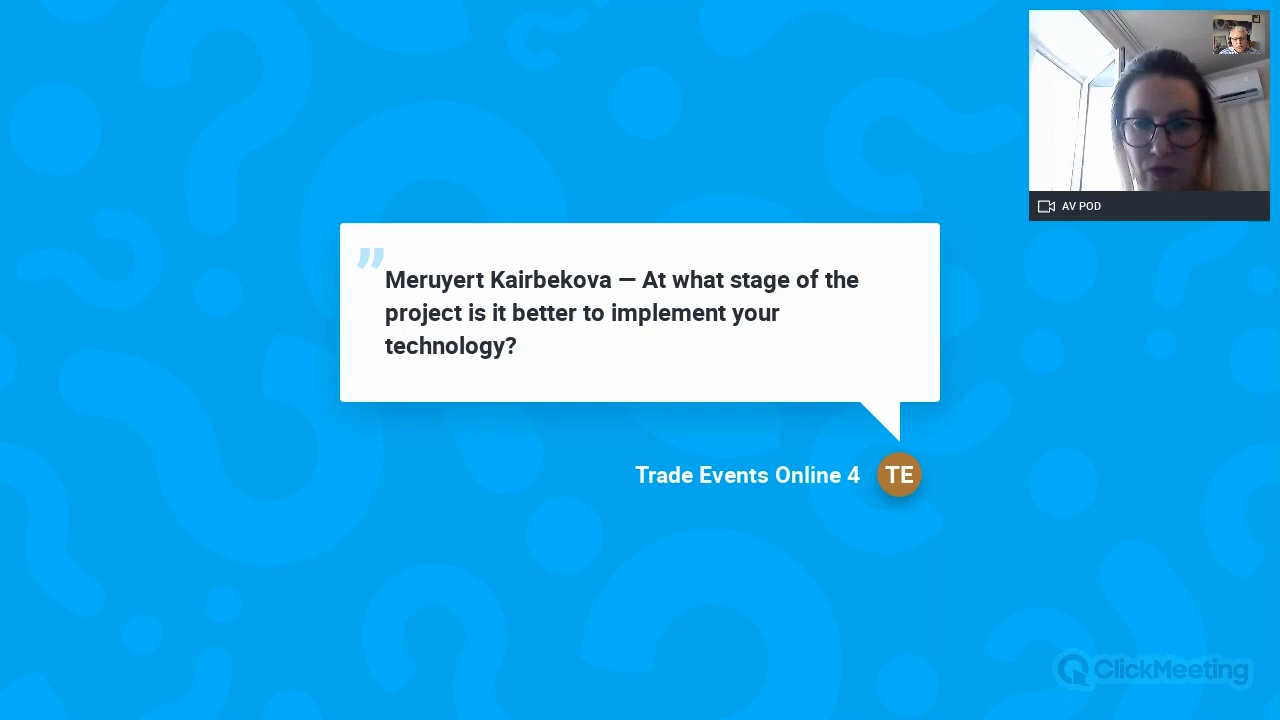 AV POD
” Meruyert Kairbekova — At what stage of the
project is it better to implement your
technology?
Trade Events Online 4 TE
ClickMeeting